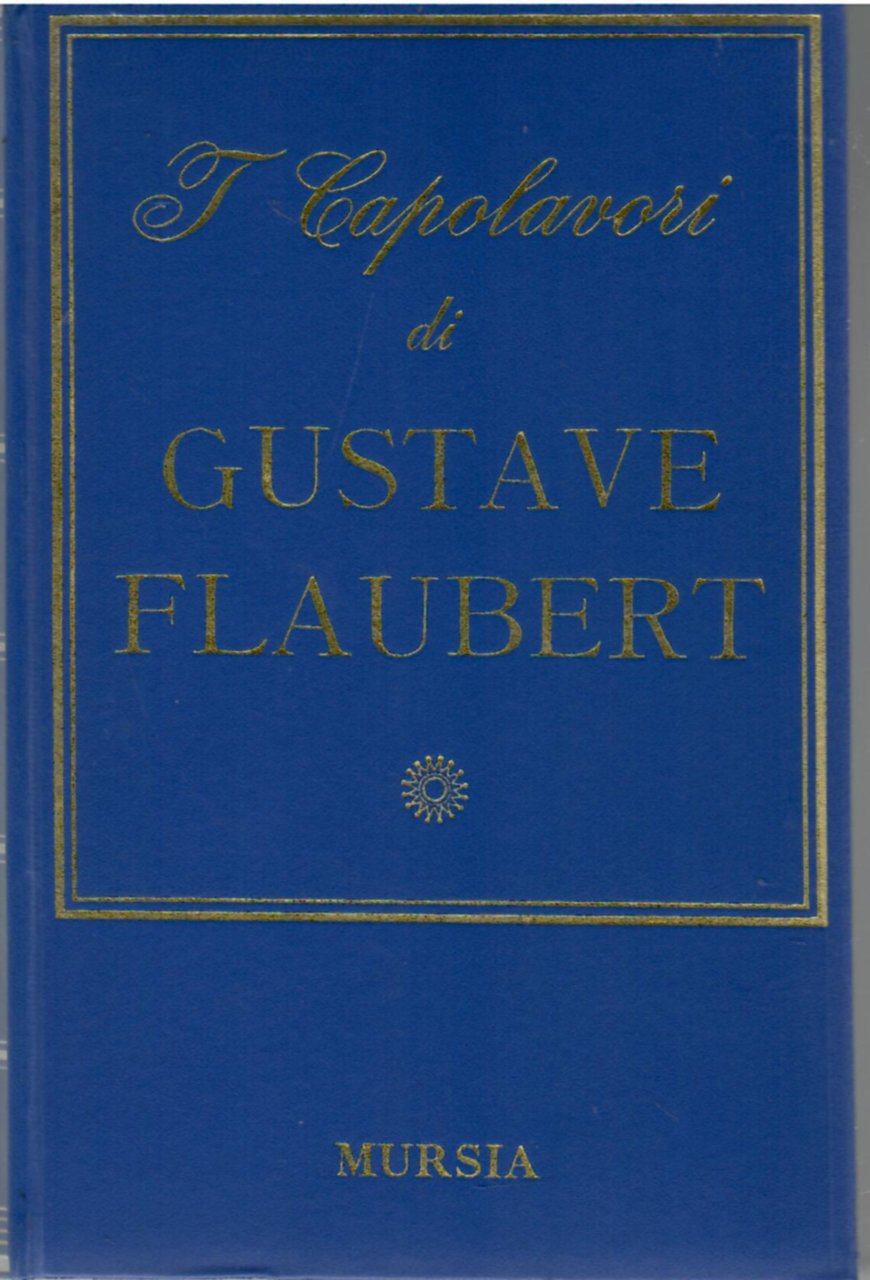 I Capolavori
di
GUSTAVE
FLAUBERT
MURSIA